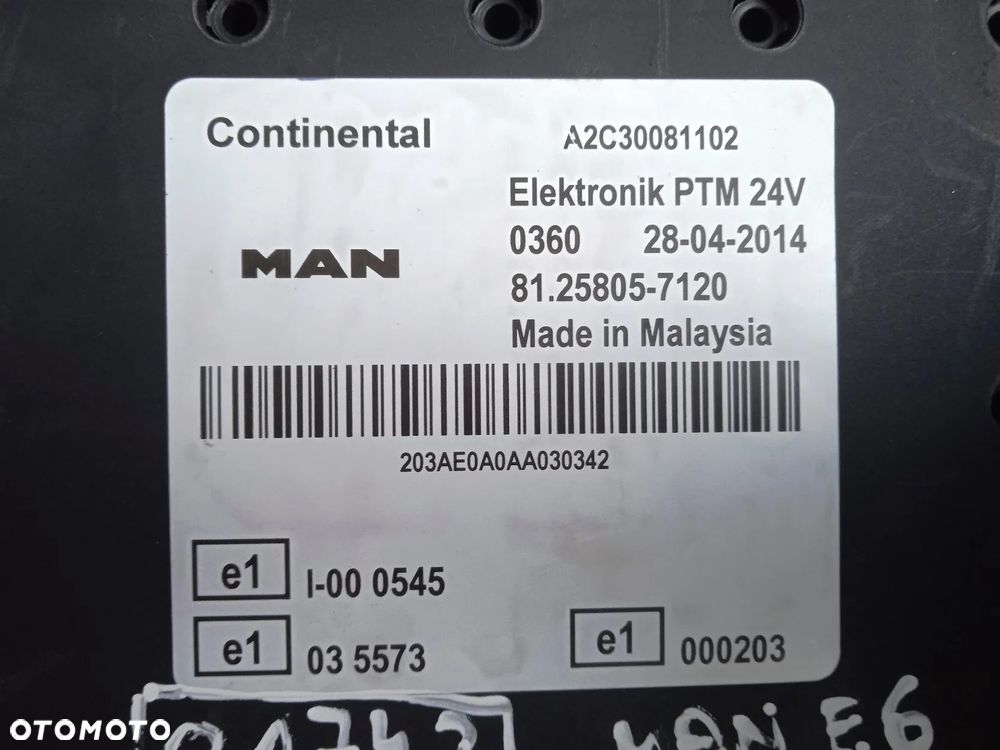 Continental A2C30081102
Elektronik PTM 24V
0360 28-04-2014
MAN 81.25805-7120
Made in Malaysia
203AE0A0AA030342
e1 I-00 0545
e1 03 5573 e1 000203
MAN E.6
OTOMOTO